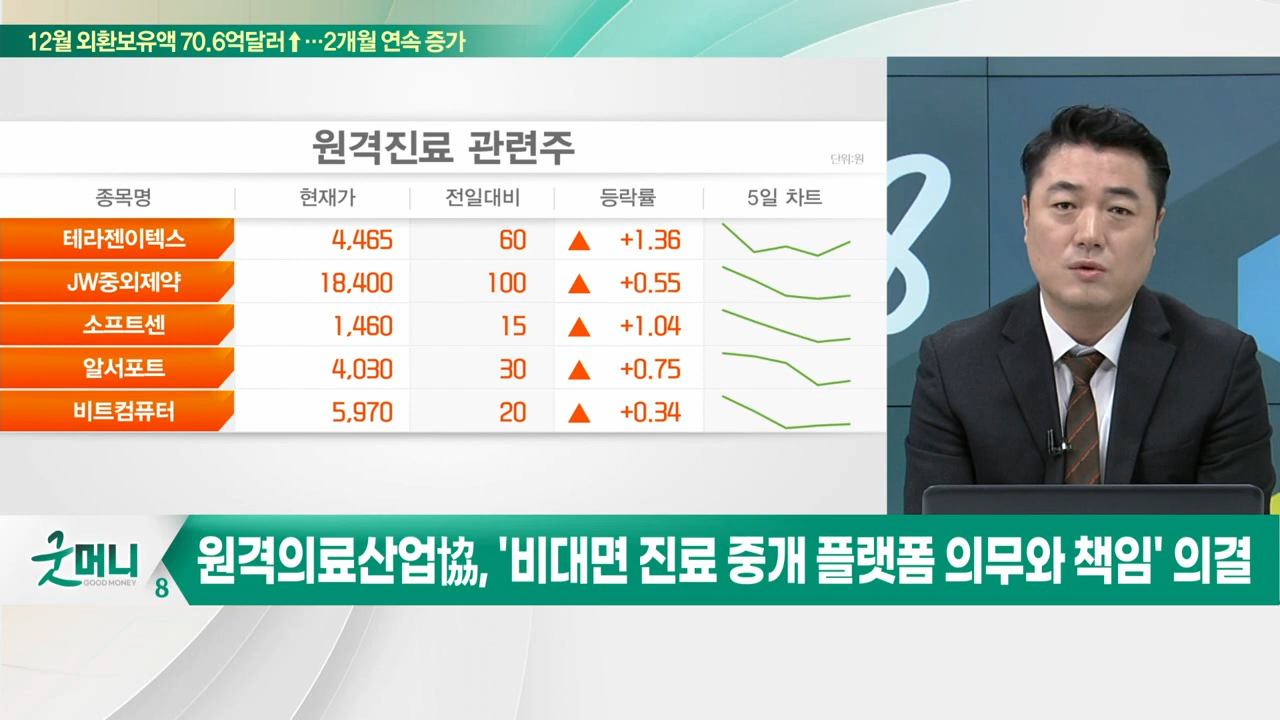 12월 외환보유액 70.6억달러⬆…2개월 연속 증가
원격진료 관련주
단위:원
종목명 현재가 전일대비 등락률 5일 차트
테라젠이텍스 4,465 60 ▲ +1.36
JW중외제약 18,400 100 ▲ +0.55
소프트센 1,460 15 ▲ +1.04
알서포트 4,030 30 ▲ +0.75
비트컴퓨터 5,970 20 ▲ +0.34
8
굿머니
GOOD MONEY
8
원격의료산업協, '비대면 진료 중개 플랫폼 의무와 책임' 의결